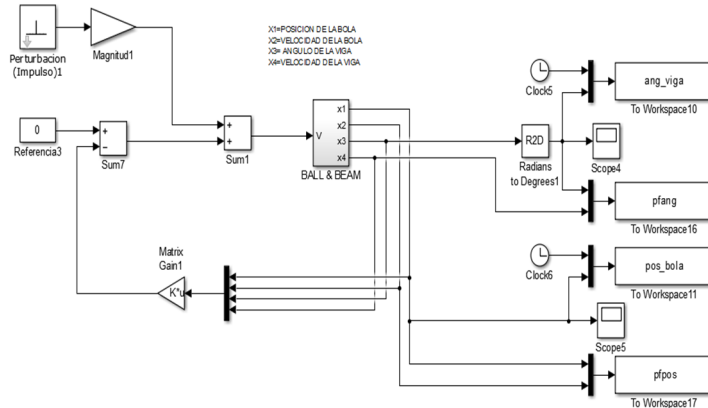 Perturbacion
(Impulso)1
Magnitud1
X1=POSICION DE LA BOLA
X2=VELOCIDAD DE LA BOLA
X3= ANGULO DE LA VIGA
X4=VELOCIDAD DE LA VIGA
0
Referencia3
+
−
Sum7
+
+
Sum1
V
x1
x2
x3
x4
BALL & BEAM
Matrix
Gain1
K*u
R2D
Radians
to Degrees1
Clock5
ang_viga
To Workspace10
Scope4
pfang
To Workspace16
Clock6
pos_bola
To Workspace11
Scope5
pfpos
To Workspace17